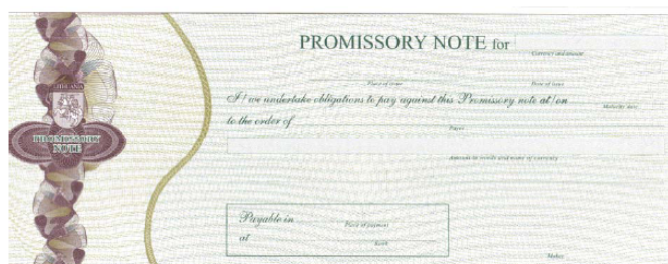 PROMISSORY NOTE for
Currency and amount
Place of issue Date of issue
I / we undertake obligations to pay against this Promissory note at / on
Maturity date
to the order of
Payee
Amount in words and name of currency
PROMISSORY
NOTE
Payable in
Place of payment
at
Bank
Maker